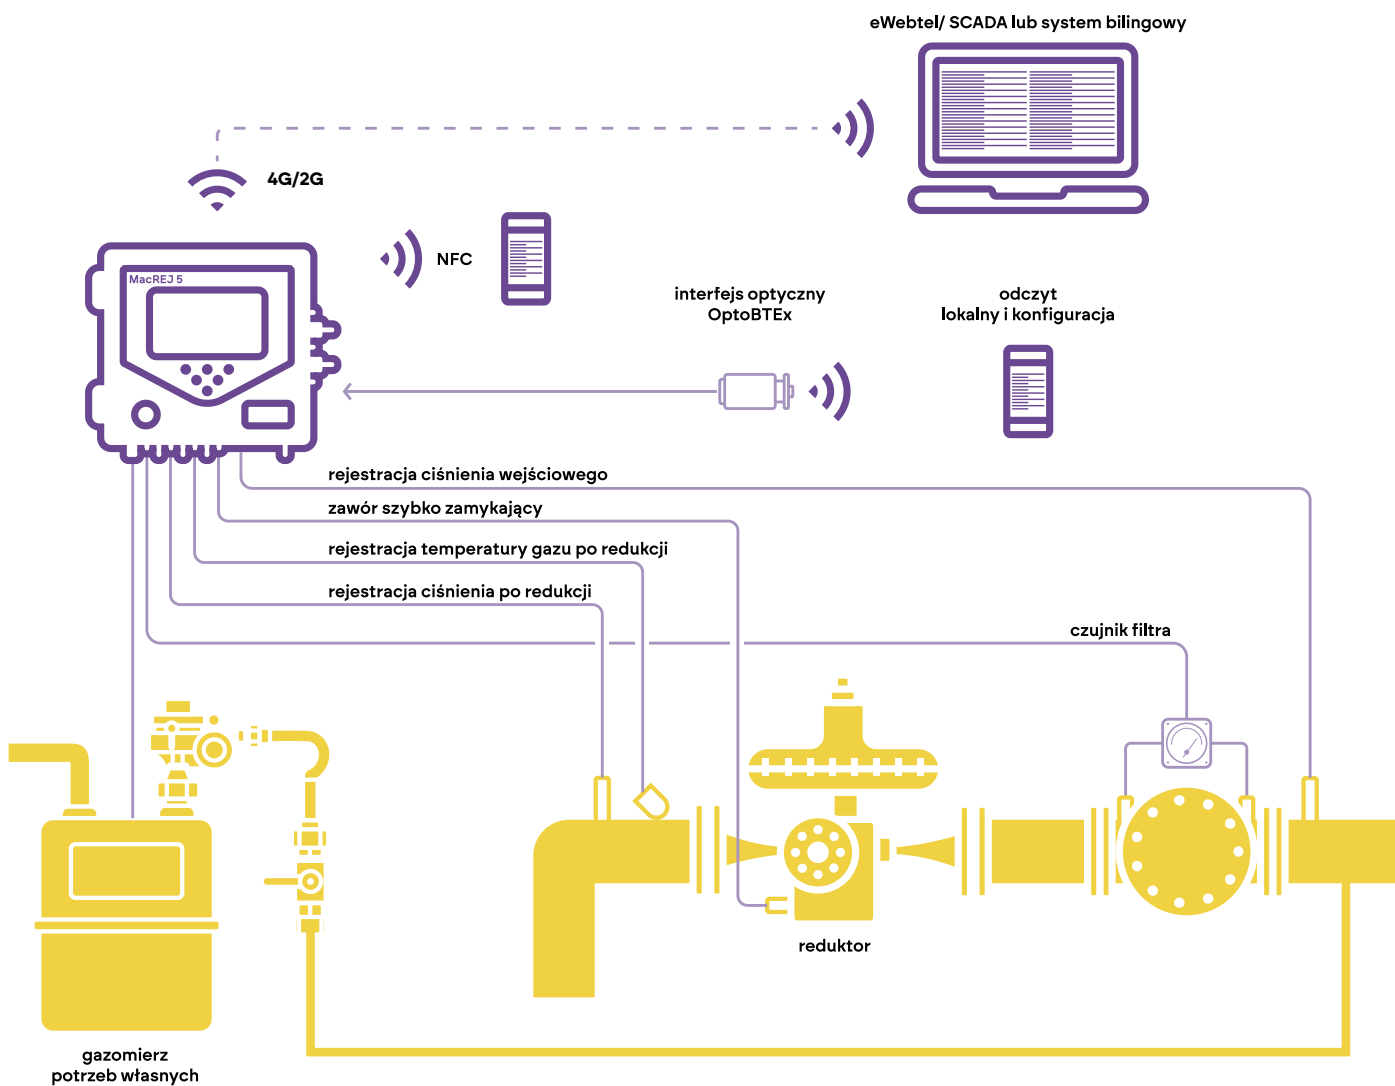 eWebtel/ SCADA lub system bilingowy
4G/2G
NFC
MacREJ 5
interfejs optyczny
OptoBTEx
odczyt
lokalny i konfiguracja
rejestracja ciśnienia wejściowego
zawór szybko zamykający
rejestracja temperatury gazu po redukcji
rejestracja ciśnienia po redukcji
czujnik filtra
reduktor
gazomierz
potrzeb własnych